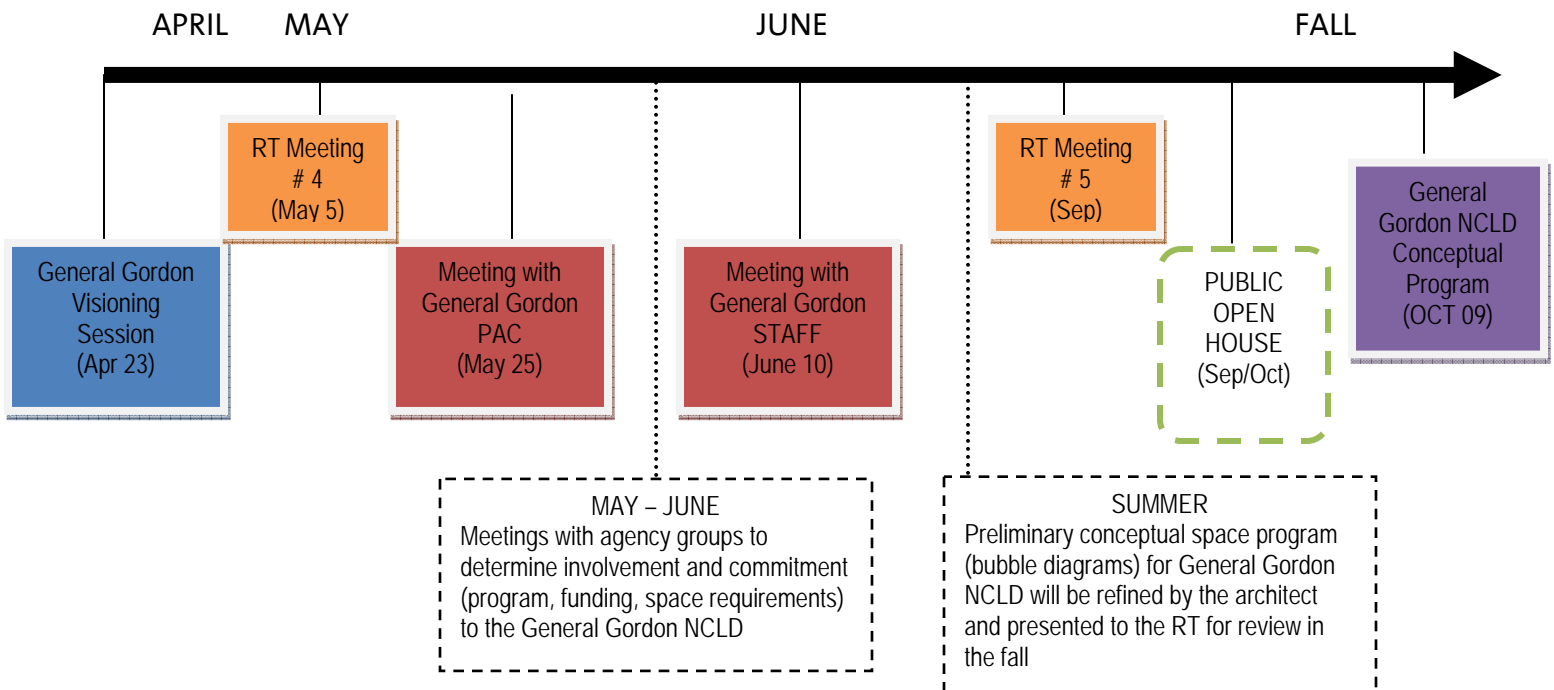 APRIL MAY JUNE FALL
RT Meeting
# 4
(May 5)
RT Meeting
# 5
(Sep)
General
Gordon NCLD
Conceptual
Program
(OCT 09)
General Gordon
Visioning
Session
(Apr 23)
Meeting with
General Gordon
PAC
(May 25)
Meeting with
General Gordon
STAFF
(June 10)
PUBLIC
OPEN
HOUSE
(Sep/Oct)
MAY – JUNE
Meetings with agency groups to
determine involvement and commitment
(program, funding, space requirements)
to the General Gordon NCLD
SUMMER
Preliminary conceptual space program
(bubble diagrams) for General Gordon
NCLD will be refined by the architect
and presented to the RT for review in
the fall